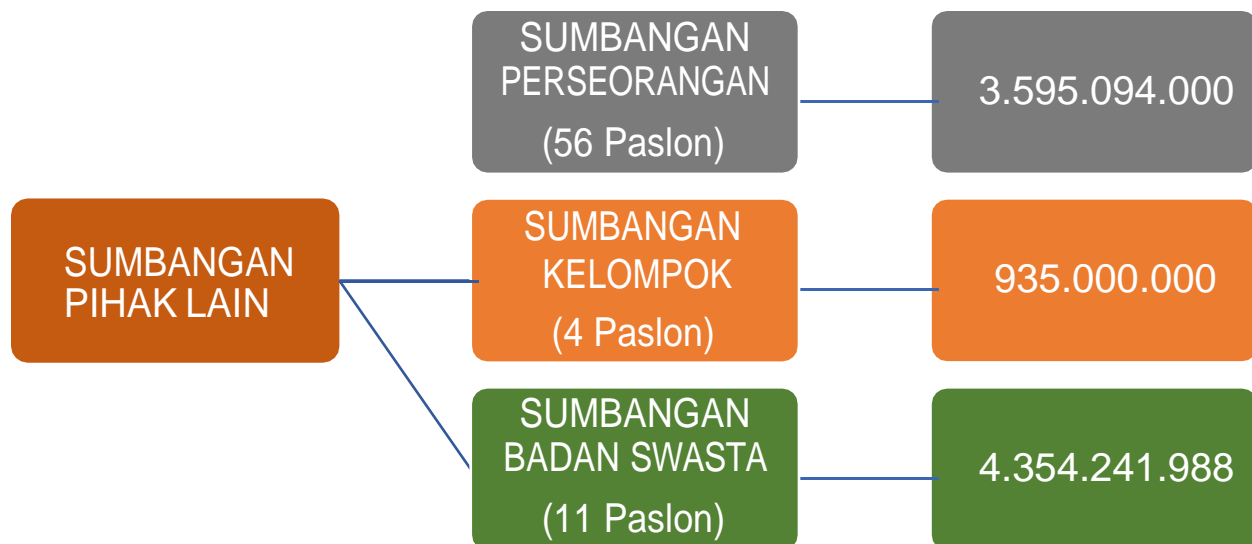 SUMBANGAN
PERSEORANGAN
(56 Paslon)
3.595.094.000
SUMBANGAN
PIHAK LAIN
SUMBANGAN
KELOMPOK
(4 Paslon)
935.000.000
SUMBANGAN
BADAN SWASTA
(11 Paslon)
4.354.241.988